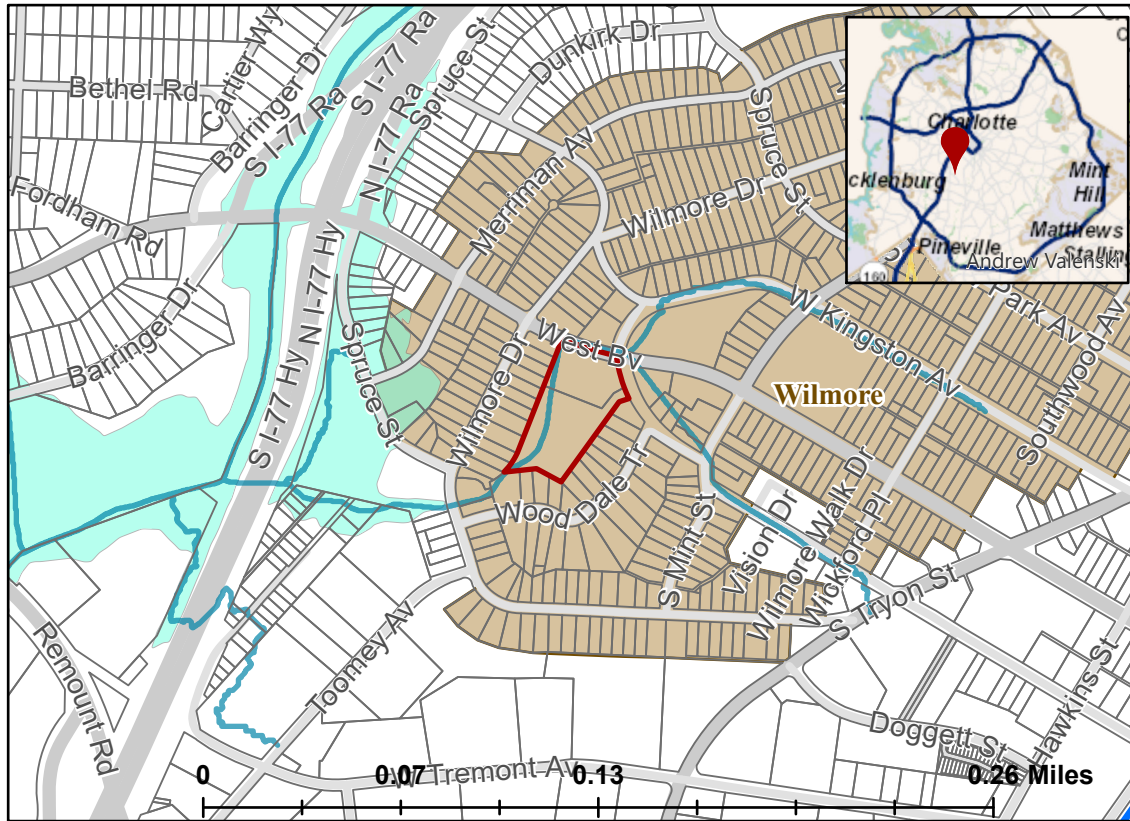 Bethel Rd
Cartier Wy
Barringer Dr
S I-77 Ra
S I-77 Ra
N I-77 Ra
Spruce St
Dunkirk Dr
Spruce St
Merriman Av
Wilmore Dr
Fordham Rd
Barringer Dr
S I-77 Hy
N I-77 Hy
Spruce St
Wilmore Dr
West Bv
W Kingston Av
Wilmore
Park Av
Southwood Av
Wood Dale Tr
S Mint St
Vision Dr
Wilmore Walk Dr
Wickford Pl
S Tryon St
Toomey Av
Remount Rd
W Tremont Av
Doggett St
Hawkins St
0
0.07
0.13
0.26 Miles
Charlotte
cklenburg
Mint
Hill
Matthews
Pineville
Stalling
160
Andrew Valenski